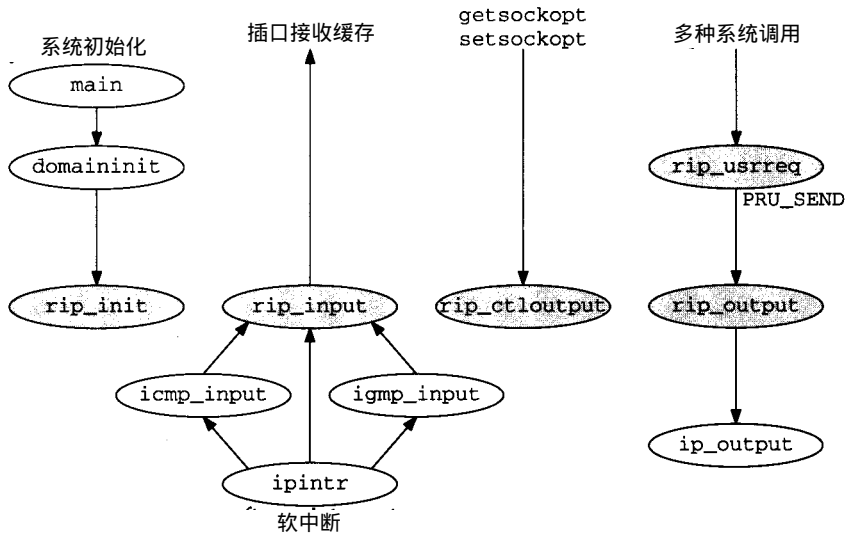 getsockopt
系统初始化 插口接收缓存 setsockopt 多种系统调用
main
domaininit rip_usrreq
PRU_SEND
rip_init rip_input rip_ctloutput rip_output
icmp_input igmp_input
ip_output
ipintr
软中断